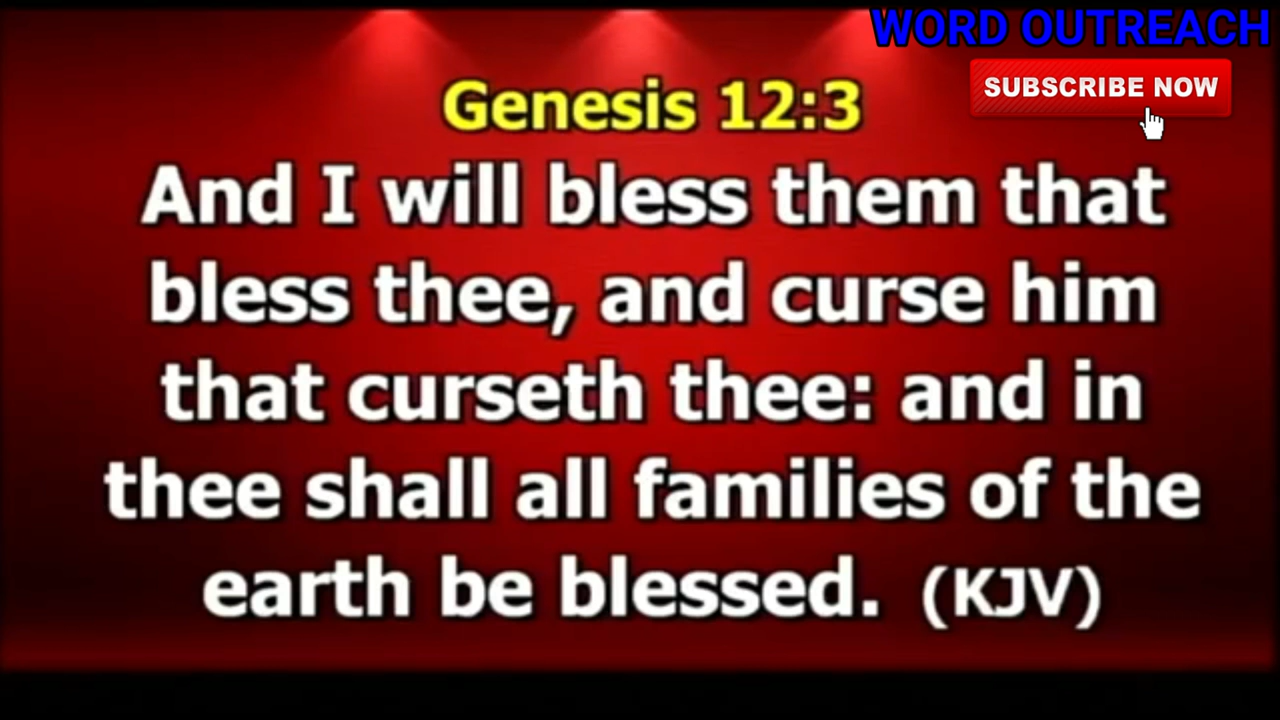 WORD OUTREACH
SUBSCRIBE NOW
Genesis 12:3
And I will bless them that
bless thee, and curse him
that curseth thee: and in
thee shall all families of the
earth be blessed. (KJV)